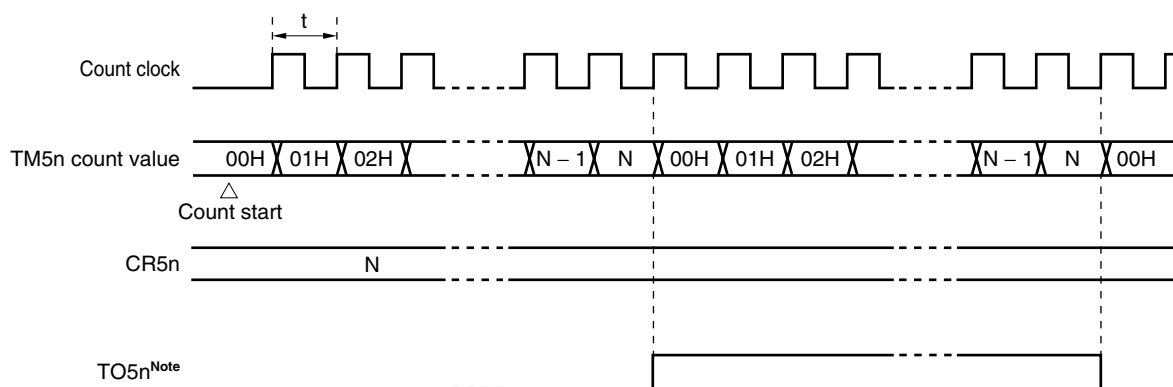 t
Count clock
TM5n count value 00H 01H 02H N – 1 N 00H 01H 02H N – 1 N 00H
Count start
CR5n N
TO5nNote